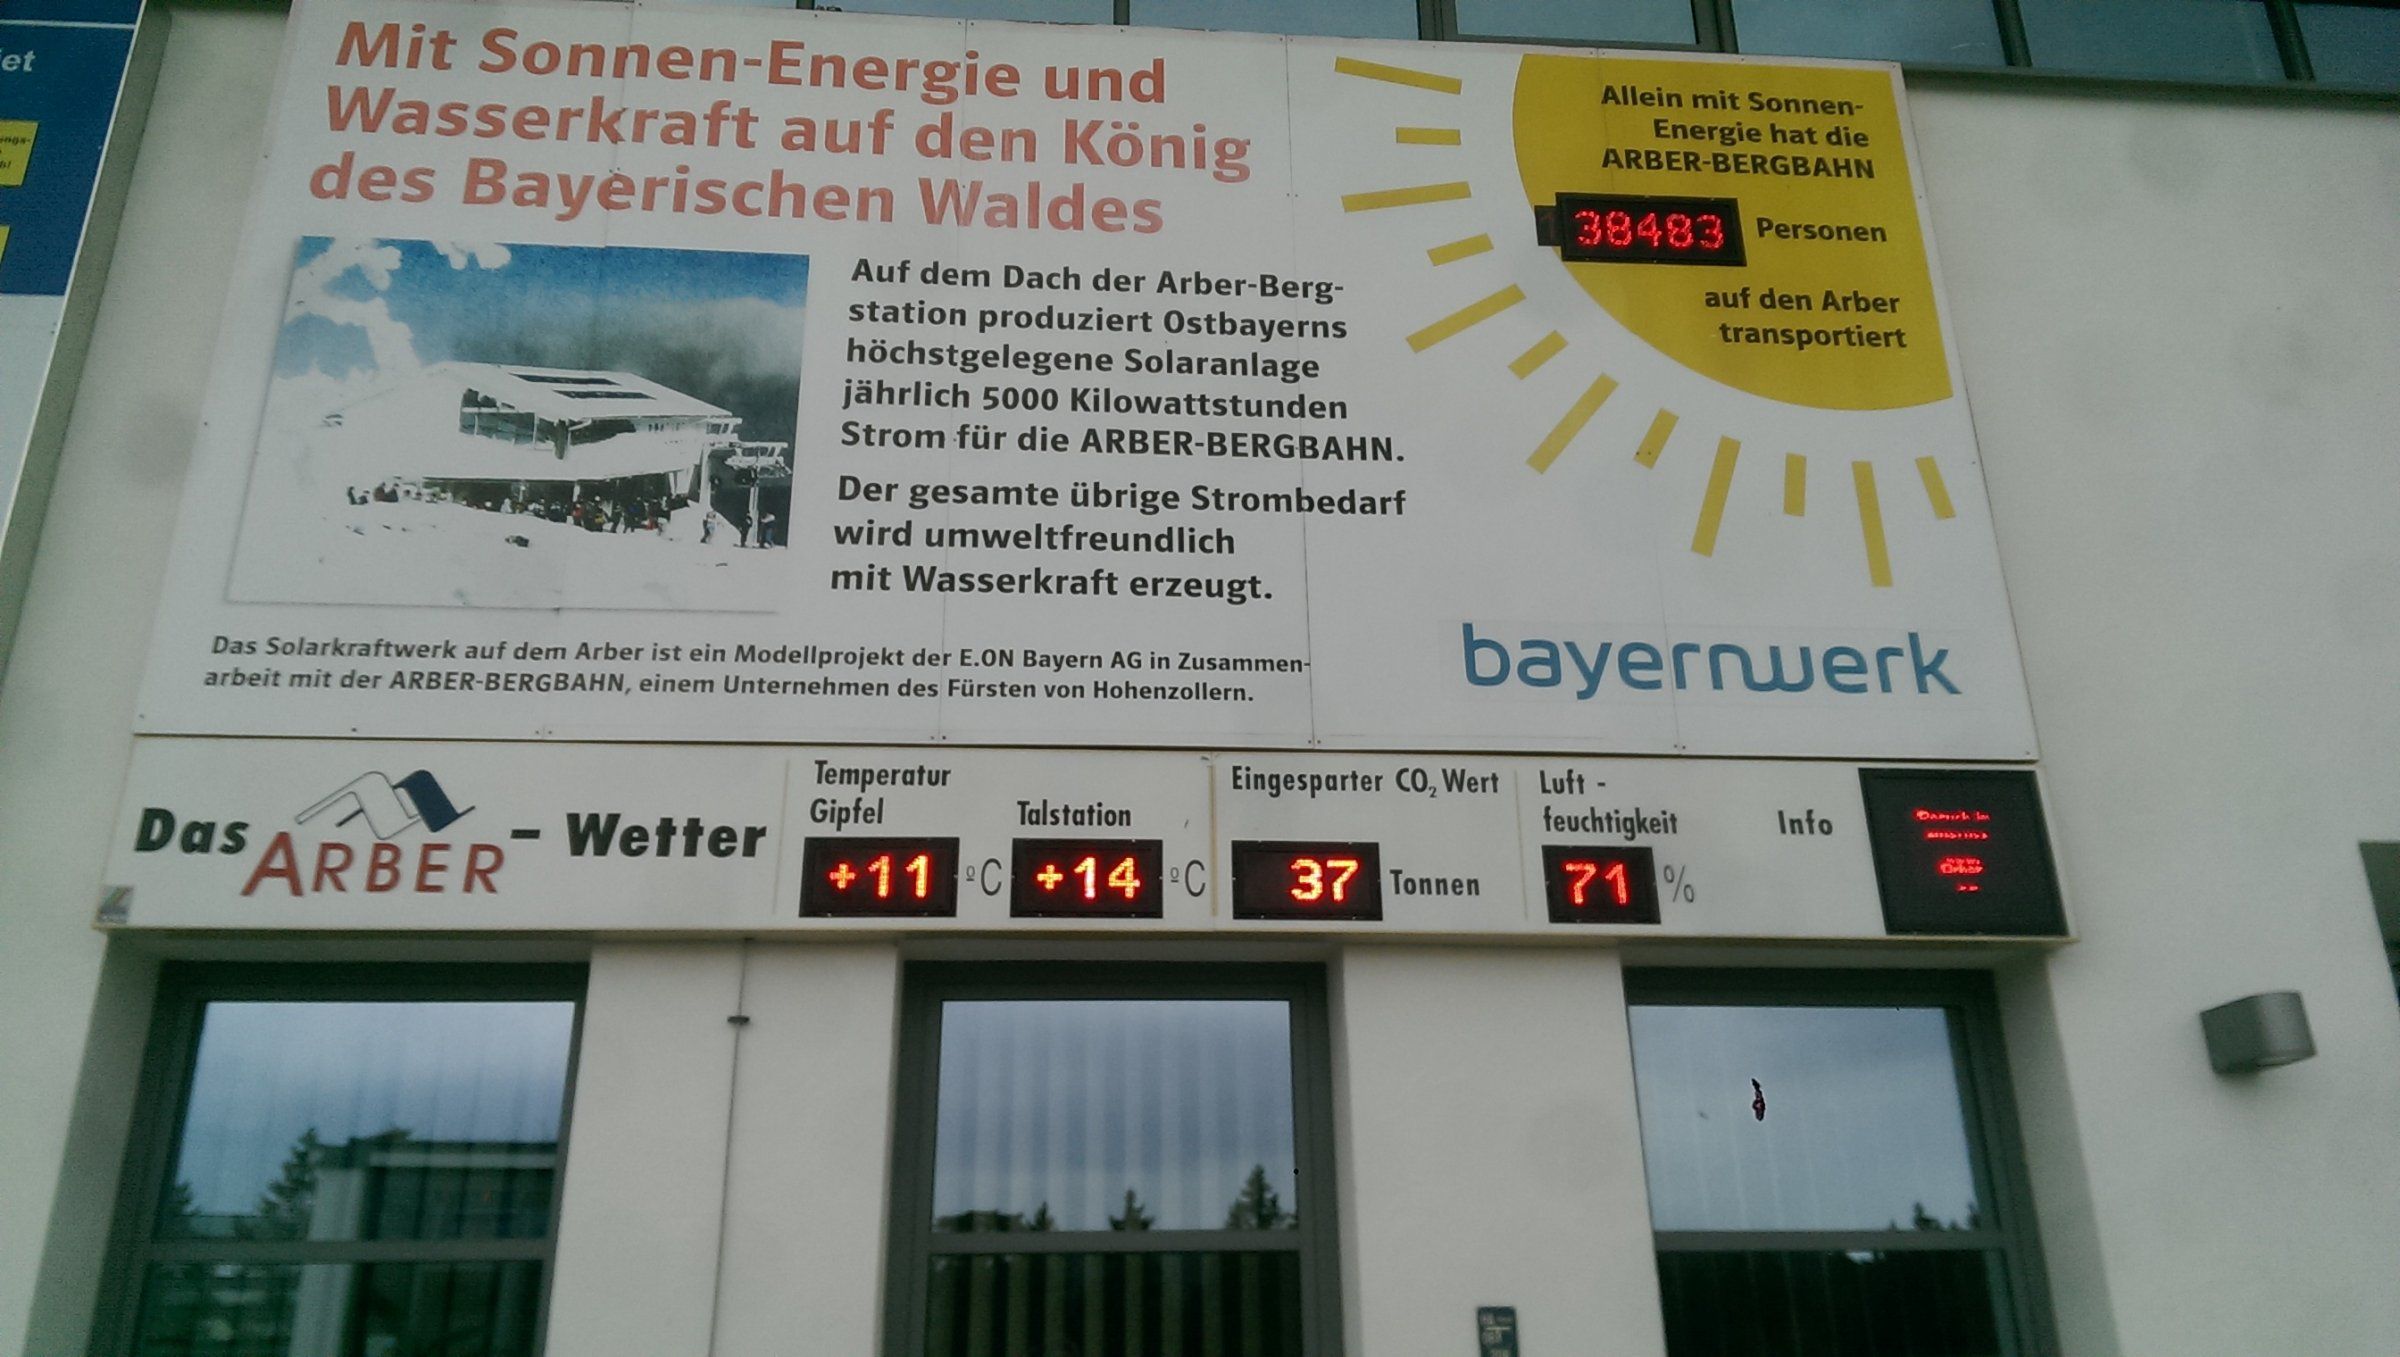 et
Mit Sonnen-Energie und
Wasserkraft auf den König
des Bayerischen Waldes
Auf dem Dach der Arber-Berg-
station produziert Ostbayerns
höchstgelegene Solaranlage
jährlich 5000 Kilowattstunden
Strom für die ARBER-BERGBAHN.
Der gesamte übrige Strombedarf
wird umweltfreundlich
mit Wasserkraft erzeugt.
Das Solarkraftwerk auf dem Arber ist ein Modellprojekt der E.ON Bayern AG in Zusammen-
arbeit mit der ARBER-BERGBAHN, einem Unternehmen des Fürsten von Hohenzollern.
Allein mit Sonnen-
Energie hat die
ARBER-BERGBAHN
138483 Personen
auf den Arber
transportiert
bayernwerk
Das ARBER - Wetter
Temperatur
Gipfel
+11 ºC
Talstation
+14 ºC
Eingesparter CO₂ Wert
37 Tonnen
Luft -
feuchtigkeit
71 %
Info